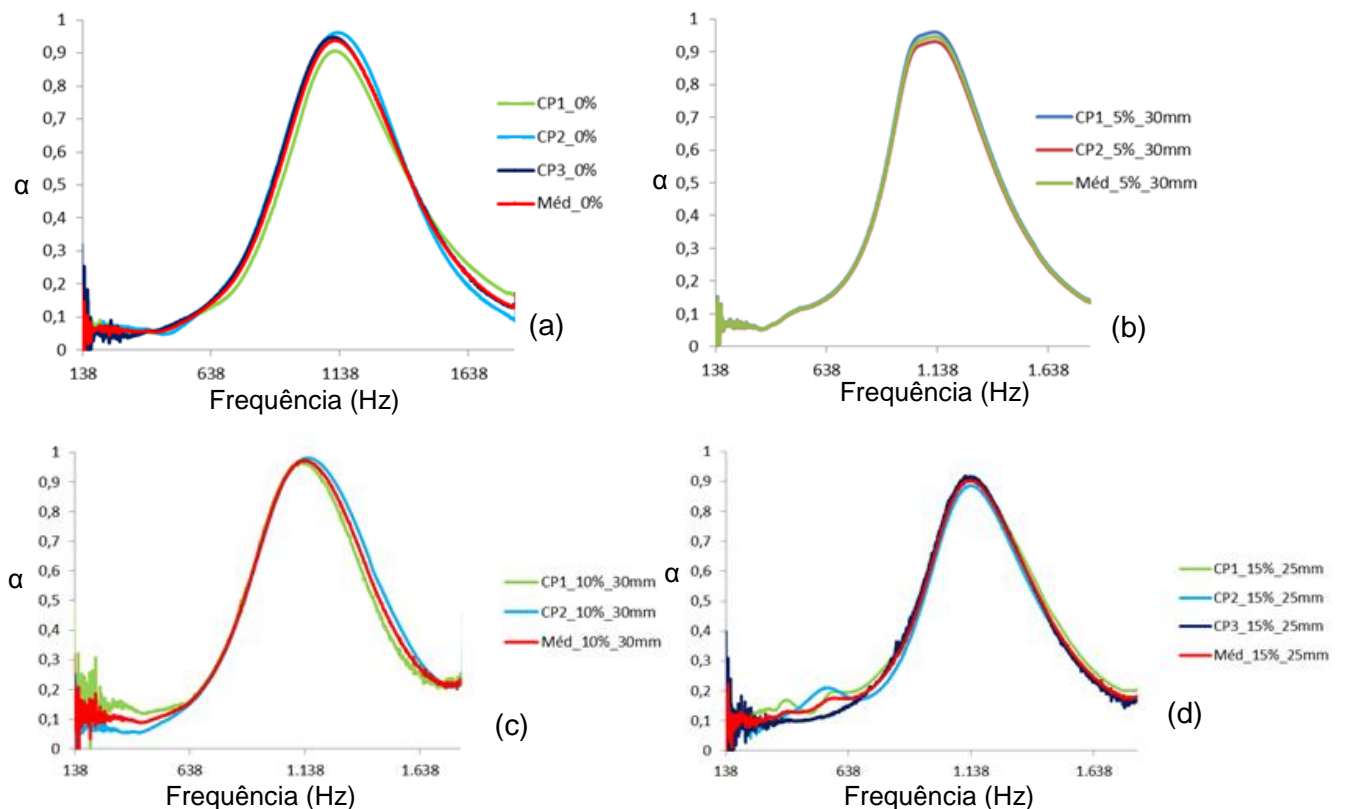 1
0,9
0,8
0,7
0,6
0,5
0,4
0,3
0,2
0,1
0
α
138
638
1138
1638
Frequência (Hz)
CP1_0%
CP2_0%
CP3_0%
Méd_0%
(a)
1
0,9
0,8
0,7
0,6
0,5
0,4
0,3
0,2
0,1
0
α
138
638
1.138
1.638
Frequência (Hz)
CP1_5%_30mm
CP2_5%_30mm
Méd_5%_30mm
(b)
1
0,9
0,8
0,7
0,6
0,5
0,4
0,3
0,2
0,1
0
α
138
638
1.138
1.638
Frequência (Hz)
CP1_10%_30mm
CP2_10%_30mm
Méd_10%_30mm
(c)
1
0,9
0,8
0,7
0,6
0,5
0,4
0,3
0,2
0,1
0
α
138
638
1.138
1.638
Frequência (Hz)
CP1_15%_25mm
CP2_15%_25mm
CP3_15%_25mm
Méd_15%_25mm
(d)